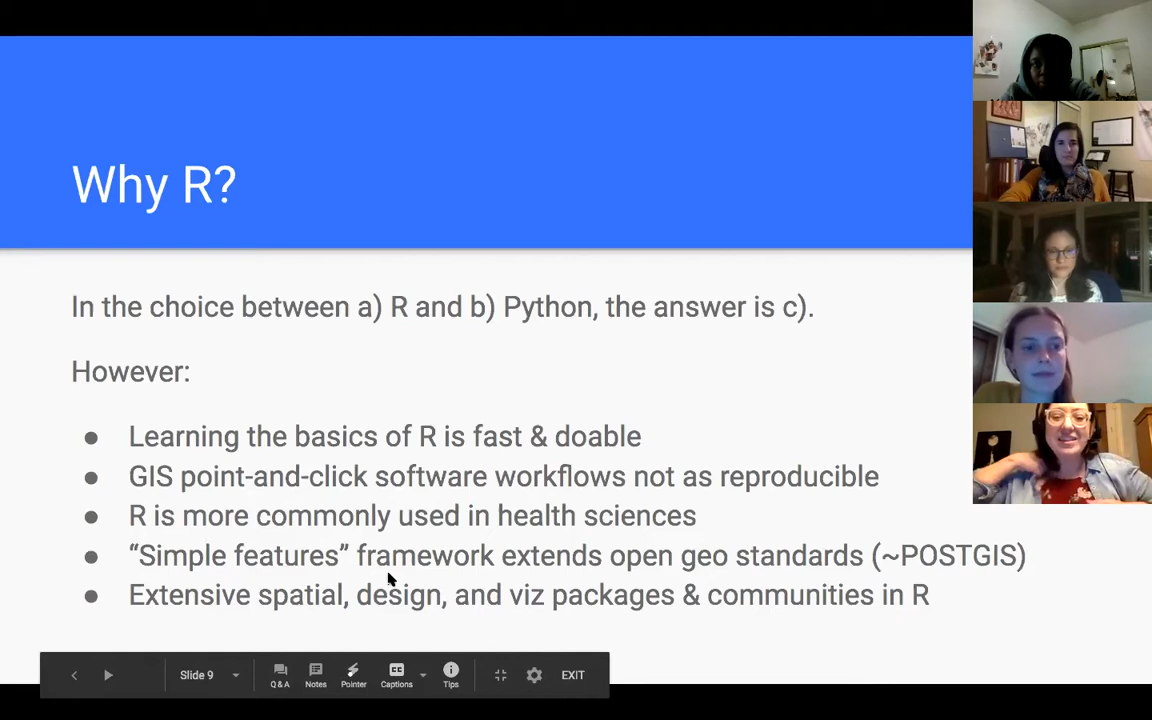 Why R?
In the choice between a) R and b) Python, the answer is c).
However:
● Learning the basics of R is fast & doable
● GIS point-and-click software workflows not as reproducible
● R is more commonly used in health sciences
● “Simple features” framework extends open geo standards (~POSTGIS)
● Extensive spatial, design, and viz packages & communities in R
Slide 9
Q & A
Notes
Pointer
CC
Captions
Tips
EXIT